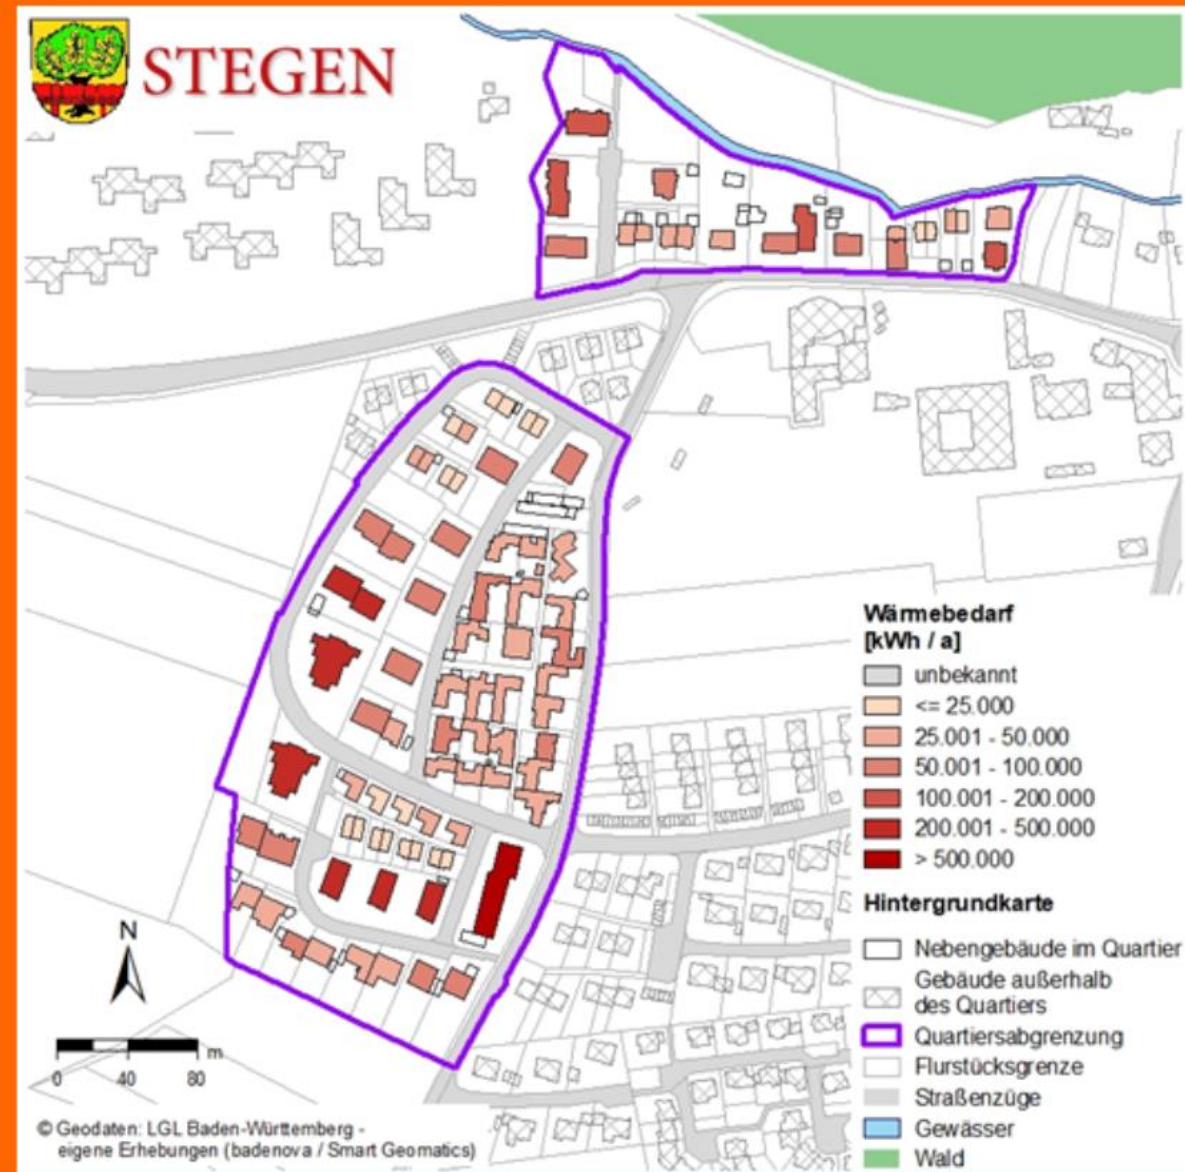 STEGEN
Wärmebedarf
[kWh / a]
unbekannt
<= 25.000
25.001 - 50.000
50.001 - 100.000
100.001 - 200.000
200.001 - 500.000
> 500.000
Hintergrundkarte
Nebengebäude im Quartier
Gebäude außerhalb
des Quartiers
Quartiersabgrenzung
Flurstücksgrenze
Straßenzüge
Gewässer
Wald
N
m
0 40 80
© Geodaten: LGL Baden-Württemberg -
eigene Erhebungen (badenova / Smart Geomatics)